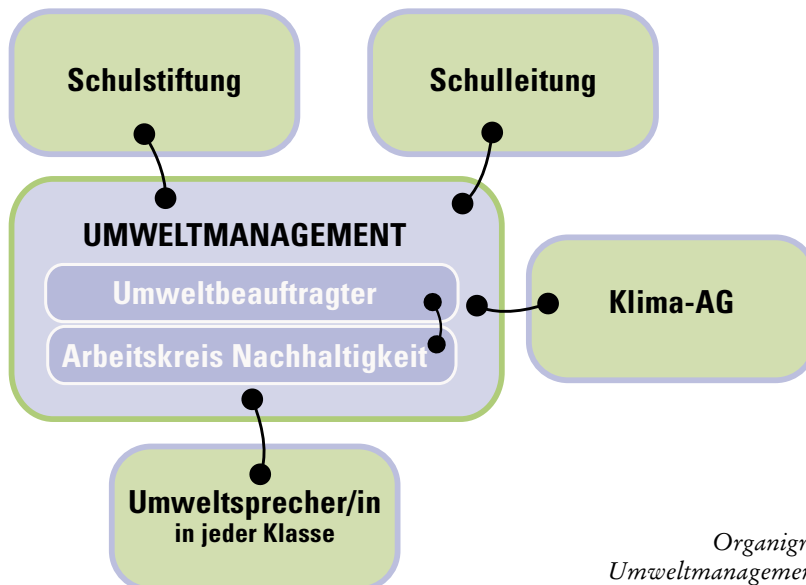 Schulstiftung
Schulleitung
UMWELTMANAGEMENT
Umweltbeauftragter
Arbeitskreis Nachhaltigkeit
Klima-AG
Umweltsprecher/in
in jeder Klasse